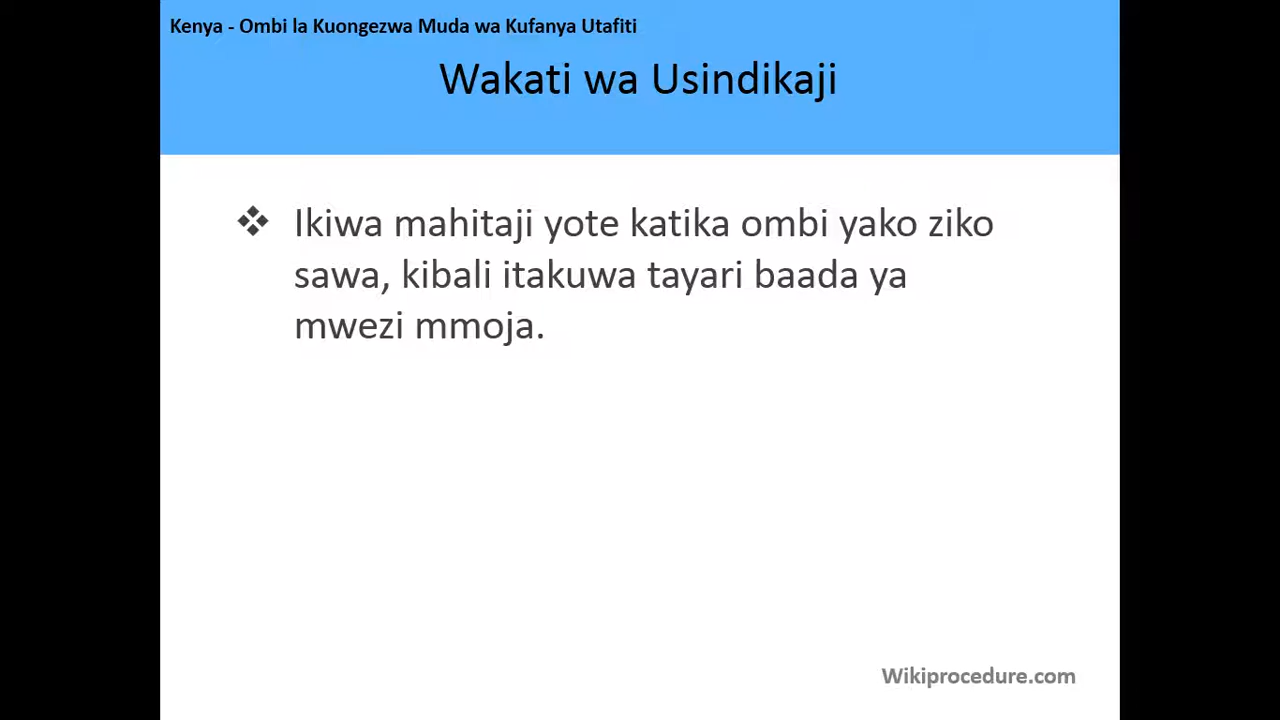 Kenya - Ombi la Kuongezwa Muda wa Kufanya Utafiti
Wakati wa Usindikaji
❖ Ikiwa mahitaji yote katika ombi yako ziko
sawa, kibali itakuwa tayari baada ya
mwezi mmoja.
Wikiprocedure.com